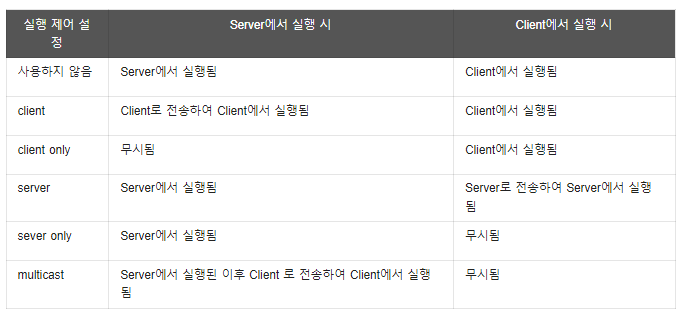 실행 제어 설
정
Server에서 실행 시
Client에서 실행 시
사용하지 않음
Server에서 실행됨
Client에서 실행됨
client
Client로 전송하여 Client에서 실행됨
Client에서 실행됨
client only
무시됨
Client에서 실행됨
server
Server에서 실행됨
Server로 전송하여 Server에서 실행
됨
sever only
Server에서 실행됨
무시됨
multicast
Server에서 실행된 이후 Client 로 전송하여 Client에서 실행
됨
무시됨